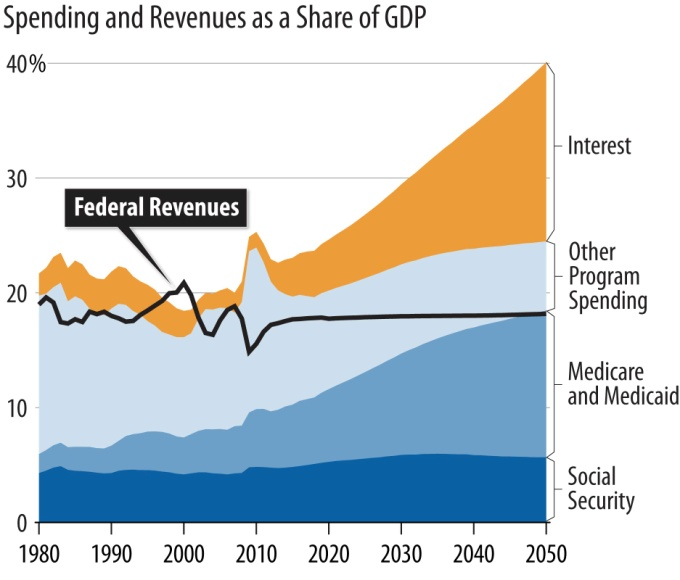 Spending and Revenues as a Share of GDP
40%
Interest
30
Federal Revenues
Other
Program
Spending
20
Medicare
and Medicaid
10
Social
Security
0
1980 1990 2000 2010 2020 2030 2040 2050